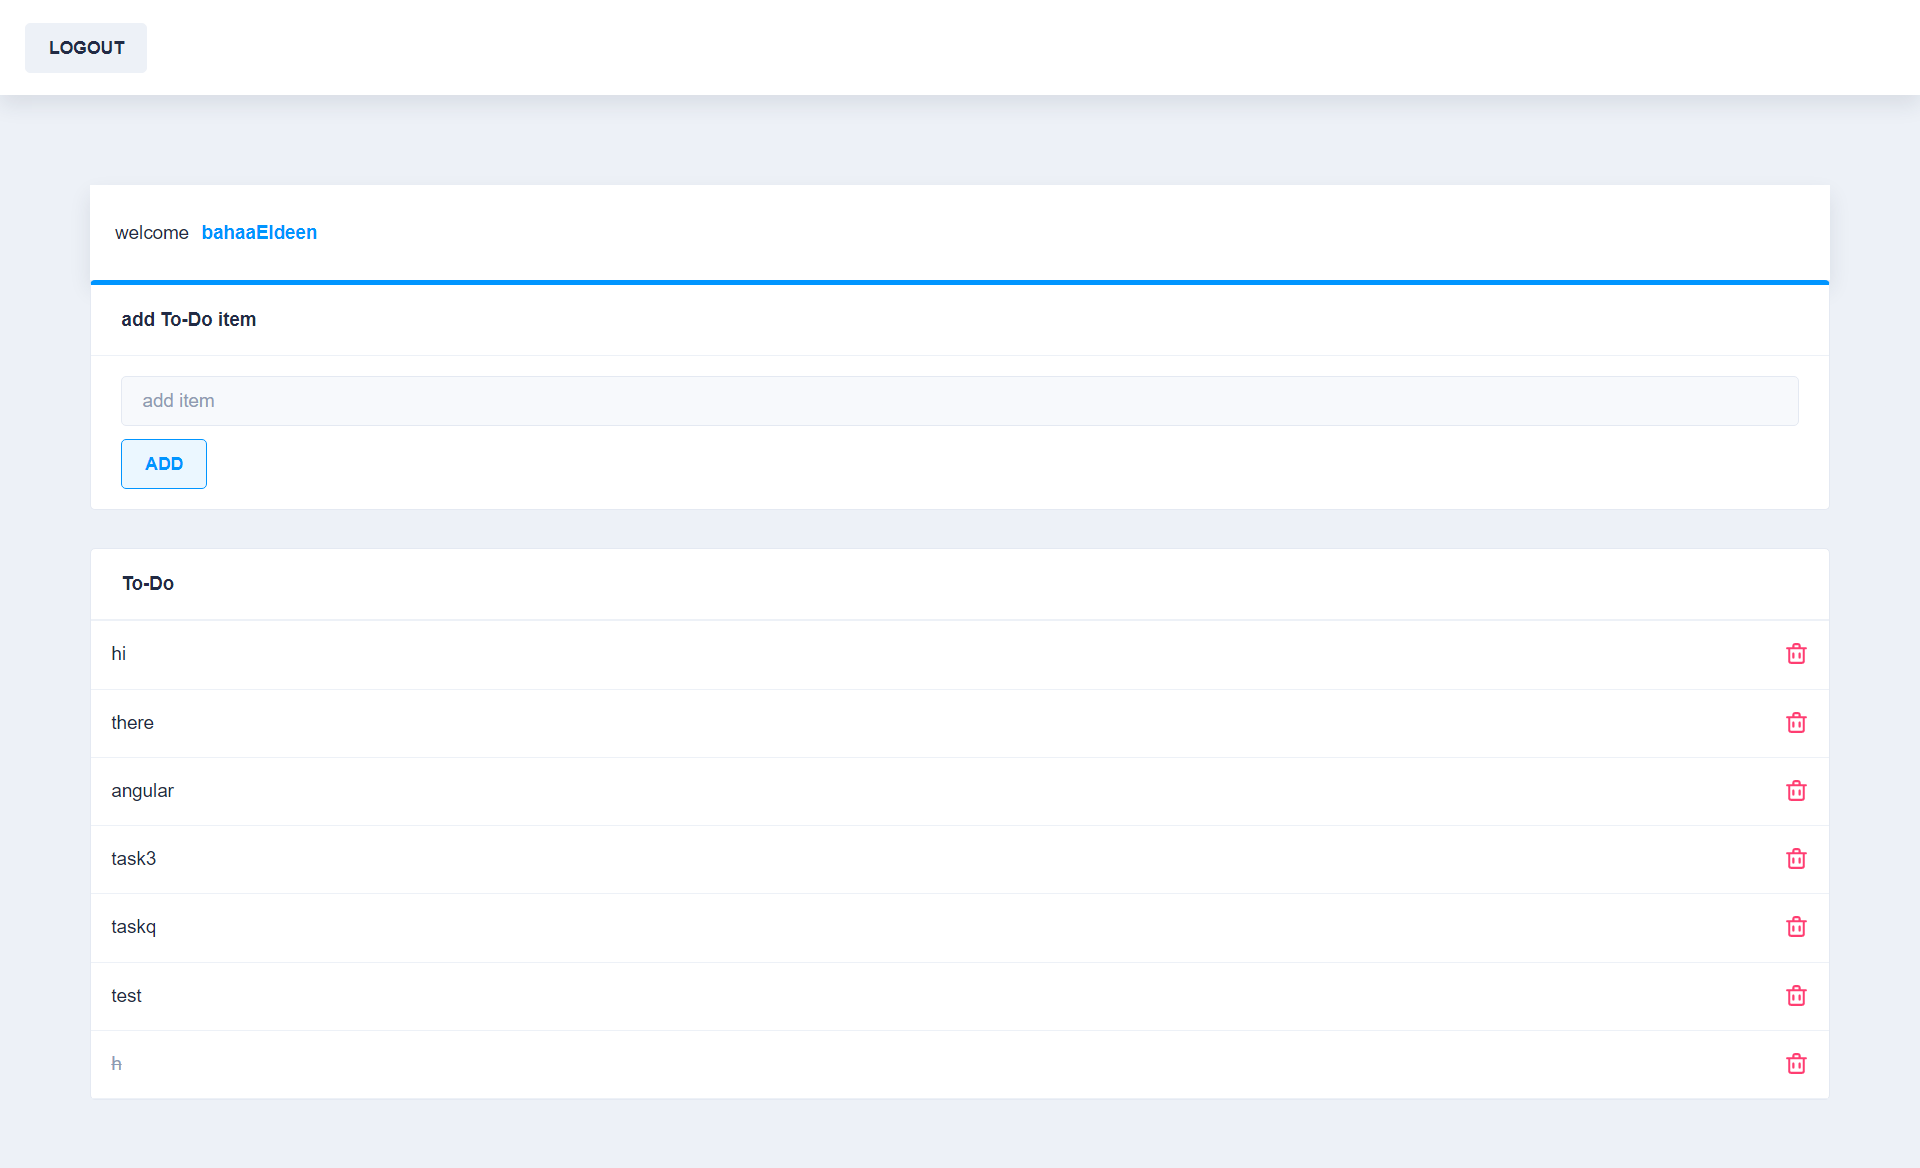 LOGOUT
welcome bahaaEldeen
add To-Do item
add item
ADD
To-Do
hi
there
angular
task3
taskq
test
h